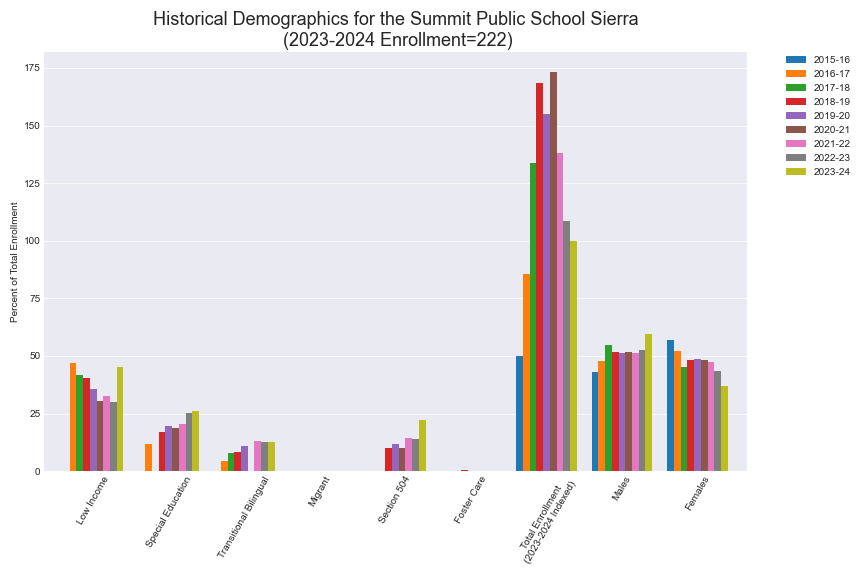 Historical Demographics for the Summit Public School Sierra
(2023-2024 Enrollment=222)
2015-16
2016-17
2017-18
2018-19
2019-20
2020-21
2021-22
2022-23
2023-24
Percent of Total Enrollment
175
150
125
100
75
50
25
0
Low Income
Special Education
Transitional Bilingual
Migrant
Section 504
Foster Care
Total Enrollment
(2023-2024 Indexed)
Males
Females